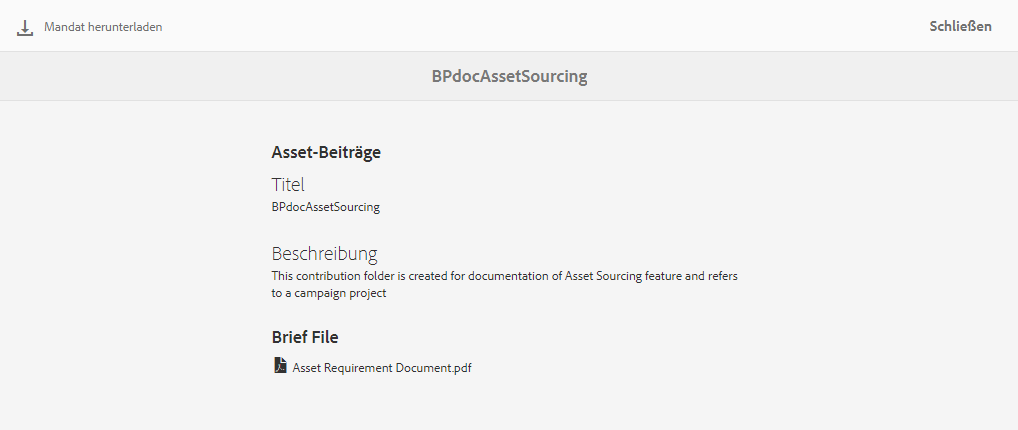 Mandat herunterladen
Schließen
BPdocAssetSourcing
Asset-Beiträge
Titel
BPdocAssetSourcing
Beschreibung
This contribution folder is created for documentation of Asset Sourcing feature and refers
to a campaign project
Brief File
Asset Requirement Document.pdf